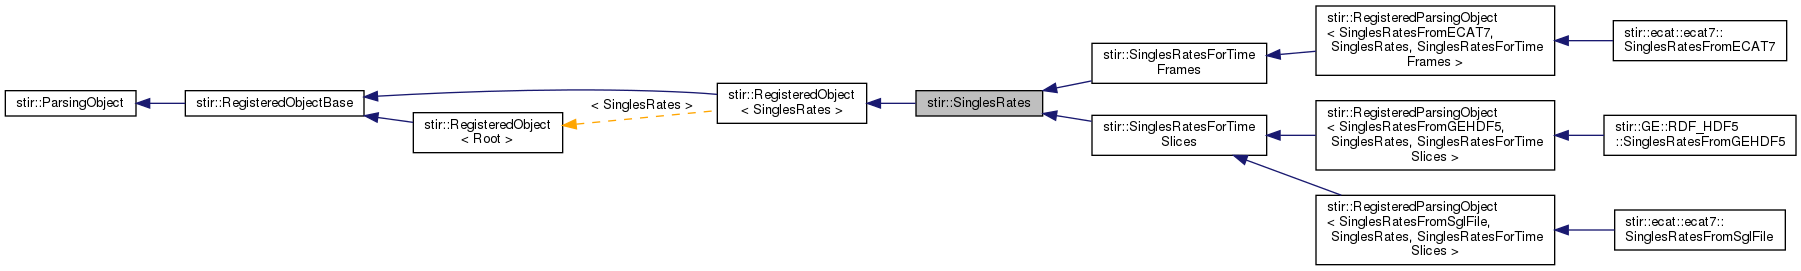 stir::ParsingObject
stir::RegisteredObjectBase
stir::RegisteredObject
< Root >
< SinglesRates >
stir::RegisteredObject
< SinglesRates >
stir::SinglesRates
stir::SinglesRatesForTime
Frames
stir::SinglesRatesForTime
Slices
stir::RegisteredParsingObject
< SinglesRatesFromECAT7,
SinglesRates, SinglesRatesForTime
Frames >
stir::RegisteredParsingObject
< SinglesRatesFromGEHDF5,
SinglesRates, SinglesRatesForTime
Slices >
stir::RegisteredParsingObject
< SinglesRatesFromSglFile,
SinglesRates, SinglesRatesForTime
Slices >
stir::ecat::ecat7::
SinglesRatesFromECAT7
stir::GE::RDF_HDF5
::SinglesRatesFromGEHDF5
stir::ecat::ecat7::
SinglesRatesFromSglFile